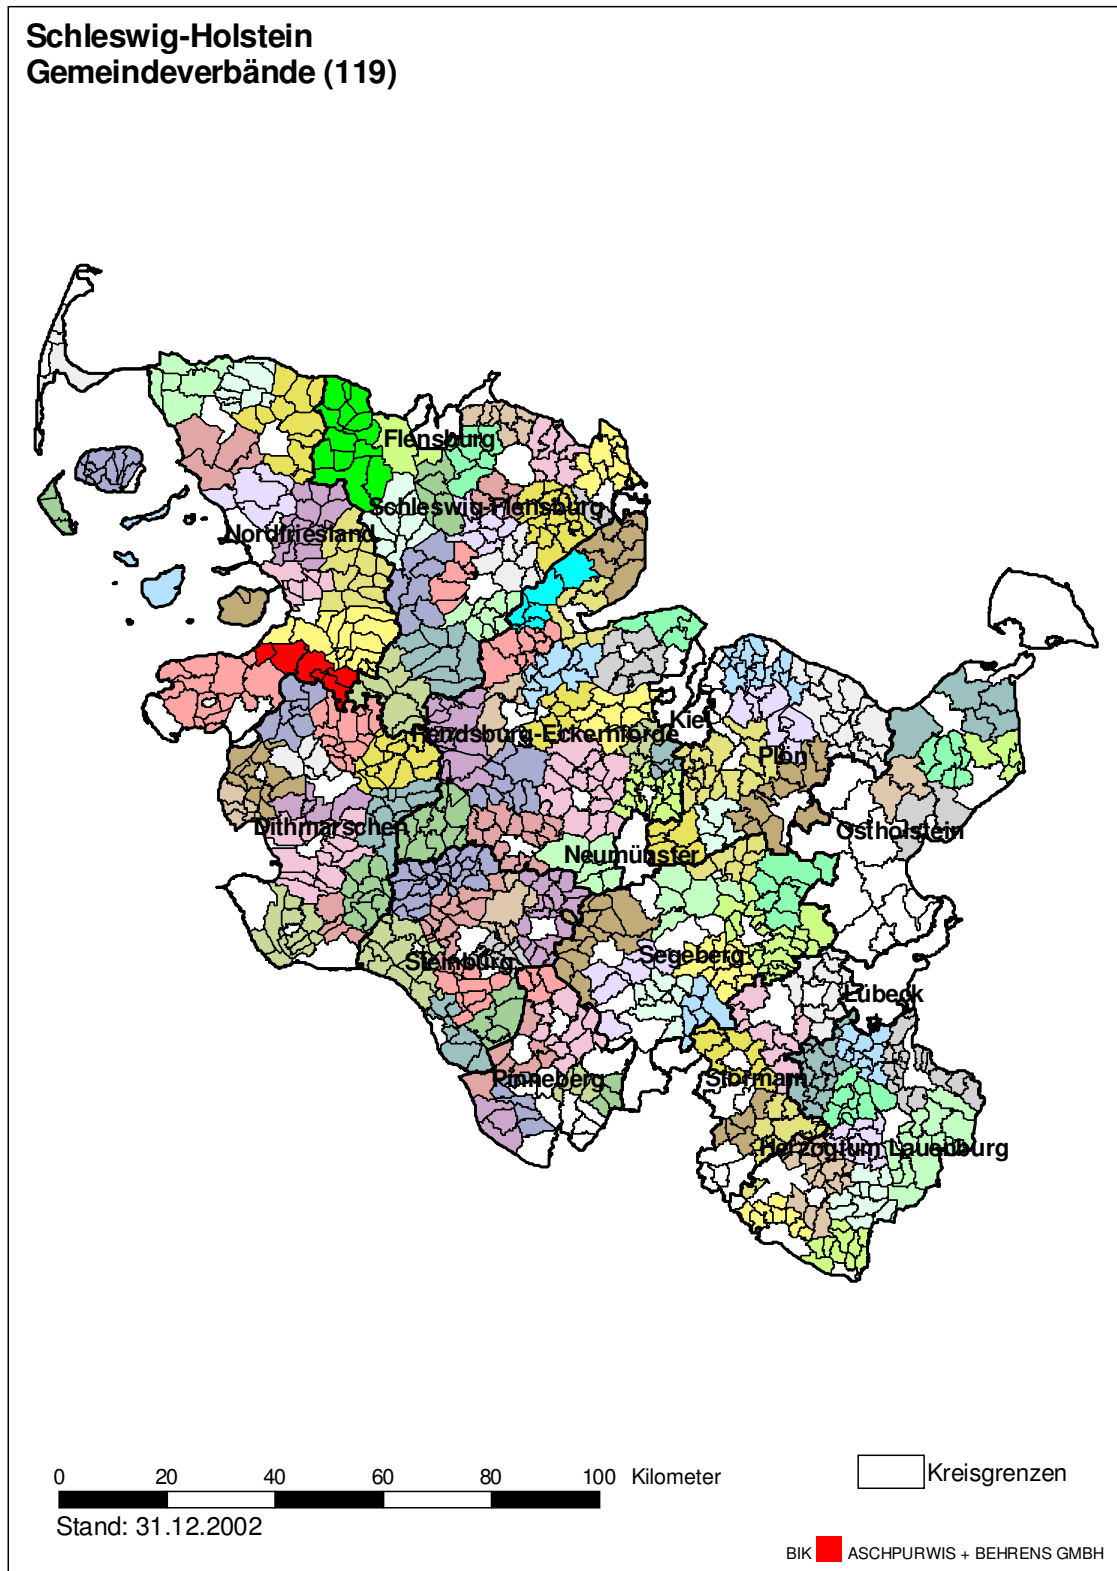 Schleswig-Holstein
Gemeindeverbände (119)
Flensburg
Schleswig-Flensburg
Nordfriesland
Kiel
Rendsburg-Eckernförde
Plön
Dithmarschen
Ostholstein
Neumünster
Steinburg
Segeberg
Lübeck
Pinneberg
Stormarn
Herzogtum Lauenburg
0 20 40 60 80 100 Kilometer
Kreisgrenzen
Stand: 31.12.2002
BIK ASCHPURWIS + BEHRENS GMBH